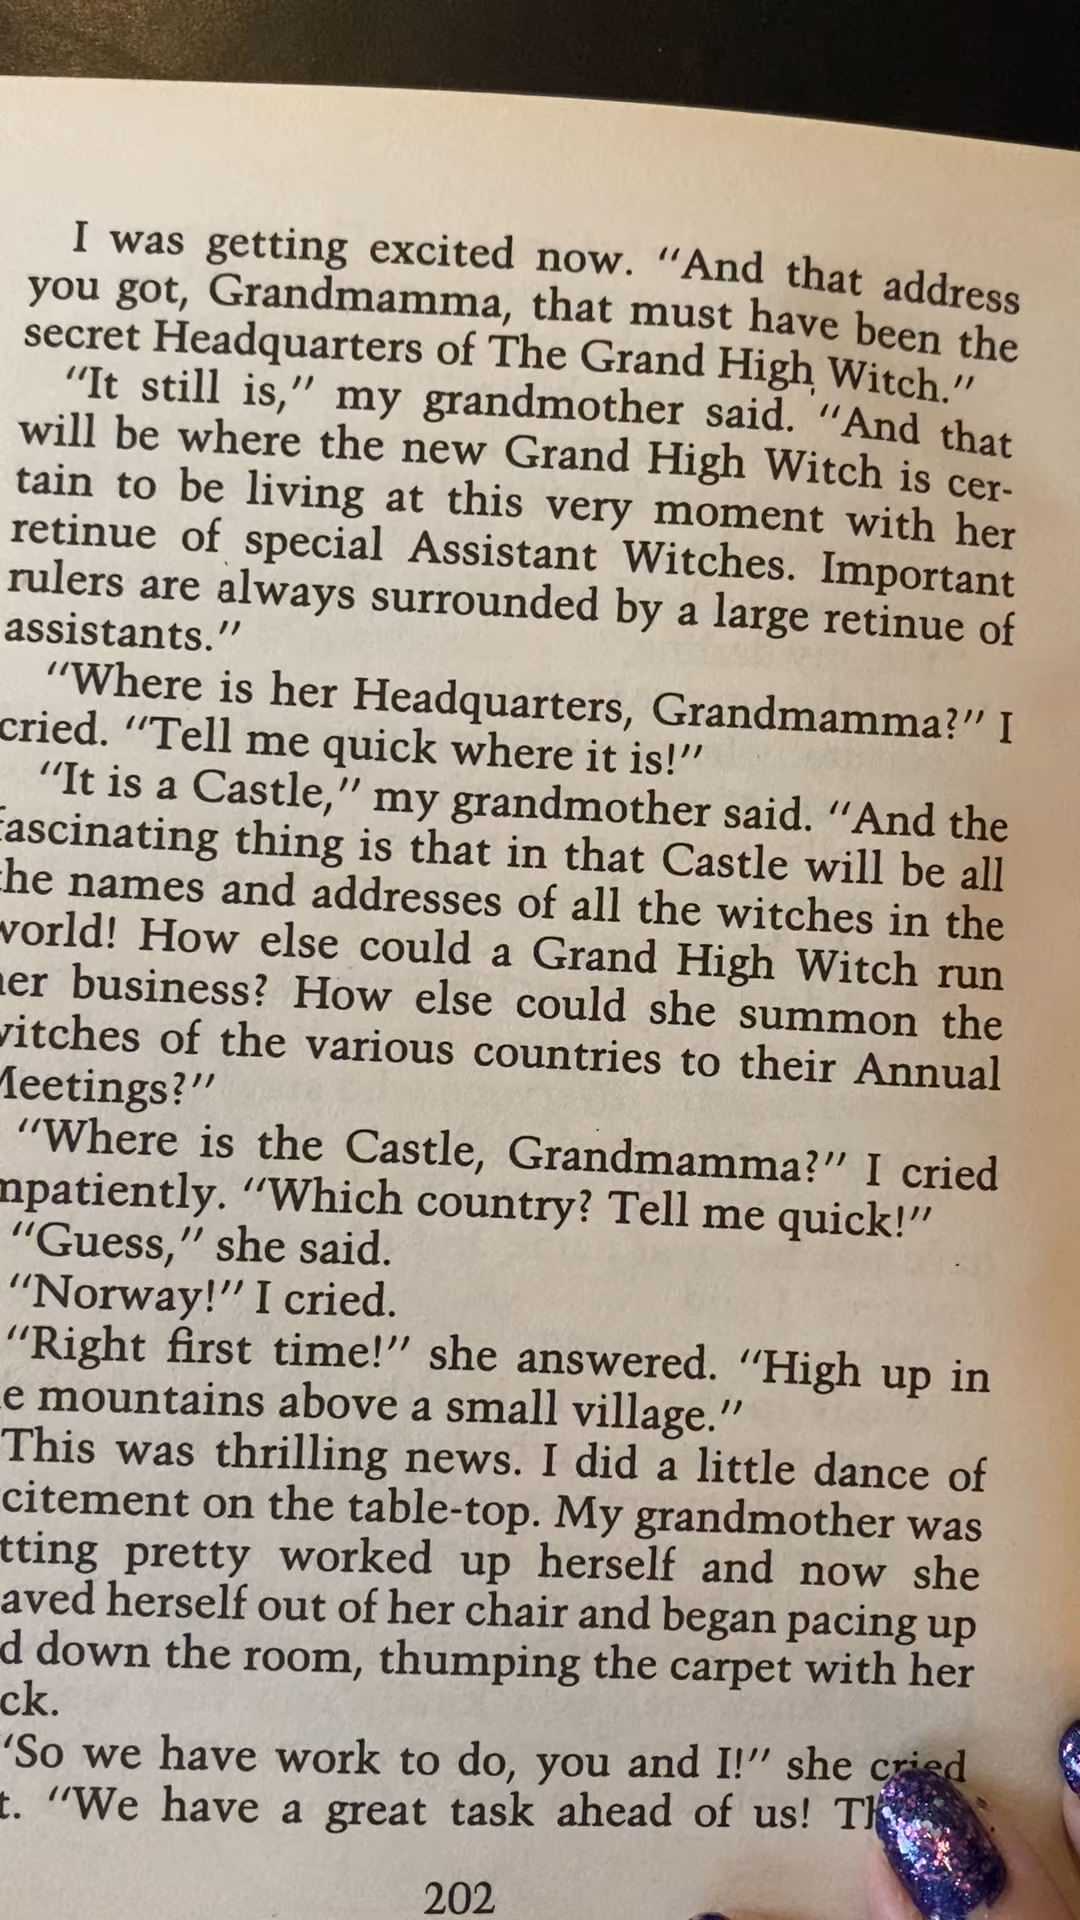 I was getting excited now. "And that address
you got, Grandmamma, that must have been the
secret Headquarters of The Grand High Witch."
"It still is," my grandmother said. "And that
will be where the new Grand High Witch is cer-
tain to be living at this very moment with her
retinue of special Assistant Witches. Important
rulers are always surrounded by a large retinue of
assistants."
"Where is her Headquarters, Grandmamma?" I
cried. "Tell me quick where it is!"
"It is a Castle," my grandmother said. "And the
fascinating thing is that in that Castle will be all
the names and addresses of all the witches in the
world! How else could a Grand High Witch run
her business? How else could she summon the
witches of the various countries to their Annual
Meetings?"
"Where is the Castle, Grandmamma?" I cried
mpatiently. "Which country? Tell me quick!"
"Guess," she said.
"Norway!" I cried.
"Right first time!" she answered. "High up in
e mountains above a small village."
This was thrilling news. I did a little dance of
citement on the table-top. My grandmother was
tting pretty worked up herself and now she
aved herself out of her chair and began pacing up
d down the room, thumping the carpet with her
ck.
"So we have work to do, you and I!" she cried
t. "We have a great task ahead of us!
202